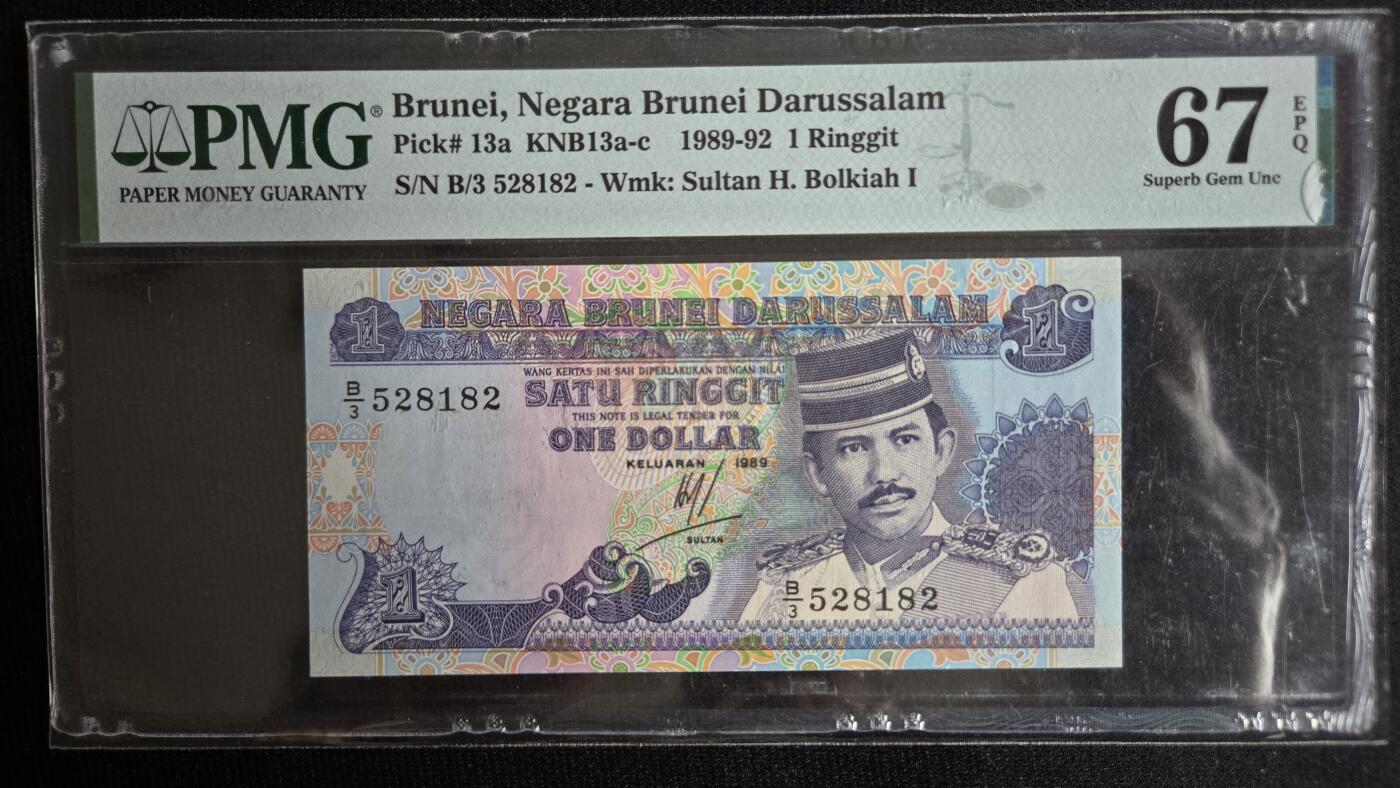 PMG®
PAPER MONEY GUARANTY
Brunei, Negara Brunei Darussalam
Pick# 13a KNB13a-c 1989-92 1 Ringgit
S/N B/3 528182 - Wmk: Sultan H. Bolkiah I
67
EPQ
Superb Gem Unc
1
NEGARA BRUNEI DARUSSALAM
1
B/3 528182
WANG KERTAS INI SAH DIPERLAKUKAN DENGAN NILAI
SATU RINGGIT
THIS NOTE IS LEGAL TENDER FOR
ONE DOLLAR
KELUARAN 1989
SULTAN
1
B/3 528182